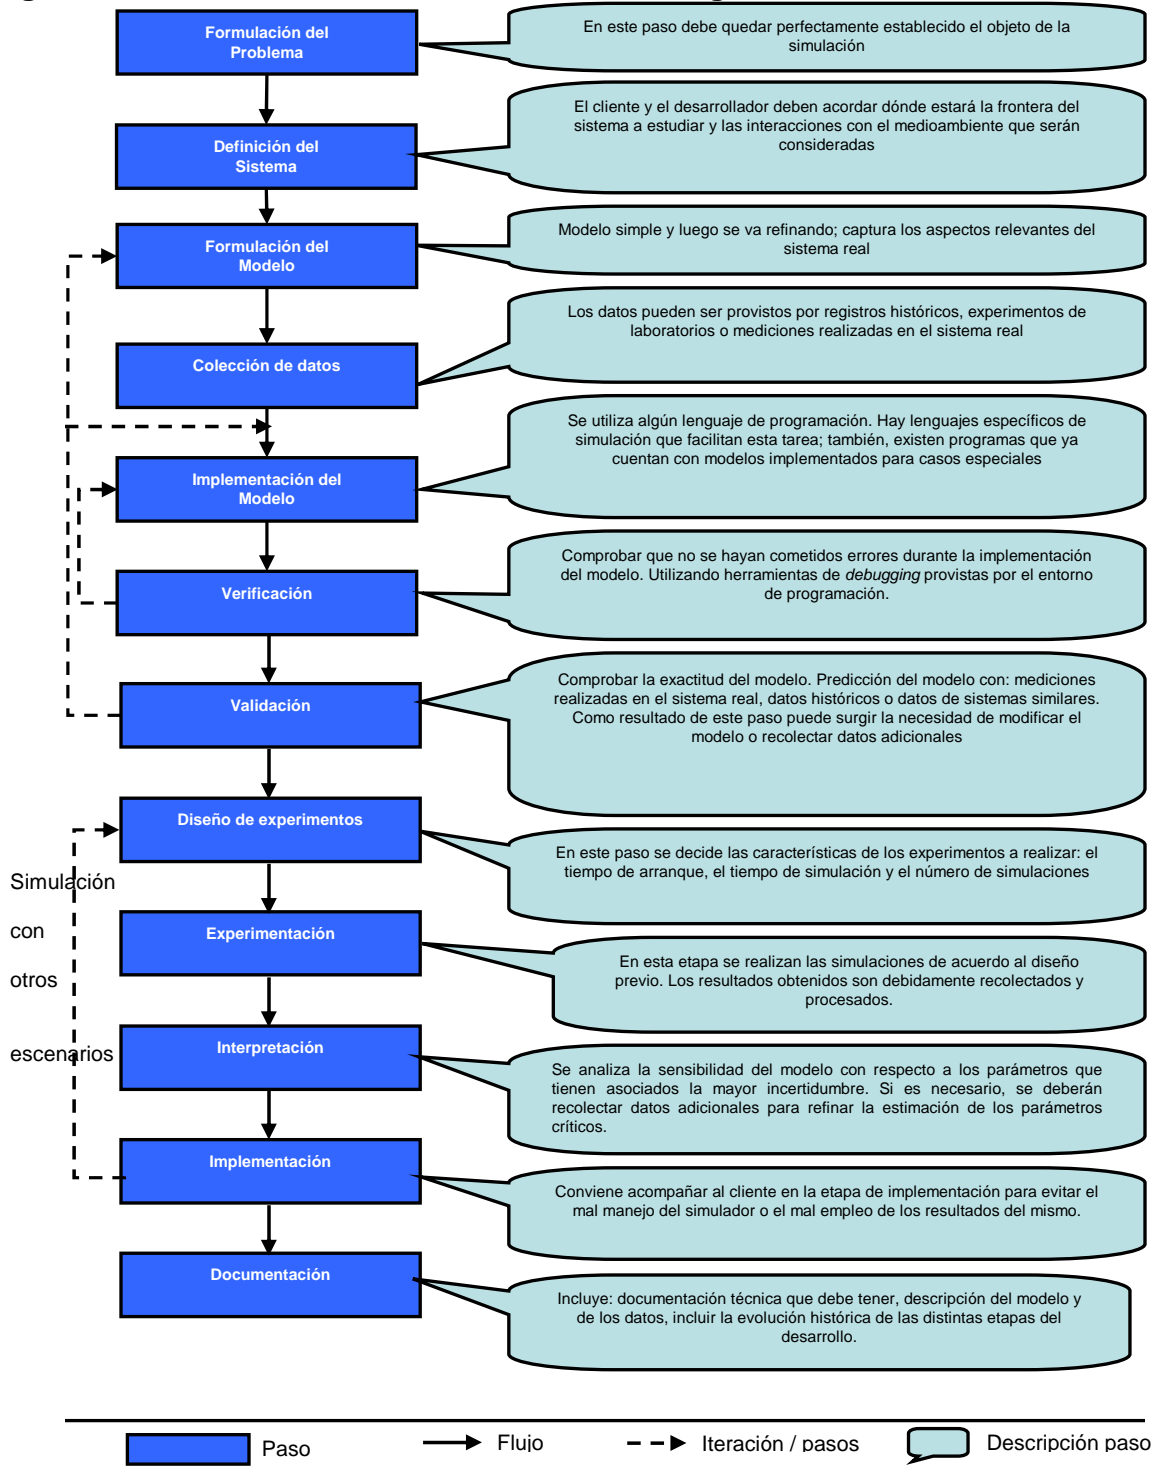 Formulación del
Problema
En este paso debe quedar perfectamente establecido el objeto de la
simulación
Definición del
Sistema
El cliente y el desarrollador deben acordar dónde estará la frontera del
sistema a estudiar y las interacciones con el medioambiente que serán
consideradas
Formulación del
Modelo
Modelo simple y luego se va refinando; captura los aspectos relevantes del
sistema real
Colección de datos
Los datos pueden ser provistos por registros históricos, experimentos de
laboratorios o mediciones realizadas en el sistema real
Implementación del
Modelo
Se utiliza algún lenguaje de programación. Hay lenguajes específicos de
simulación que facilitan esta tarea; también, existen programas que ya
cuentan con modelos implementados para casos especiales
Verificación
Comprobar que no se hayan cometidos errores durante la implementación
del modelo. Utilizando herramientas de debugging provistas por el entorno
de programación.
Validación
Comprobar la exactitud del modelo. Predicción del modelo con: mediciones
realizadas en el sistema real, datos históricos o datos de sistemas similares.
Como resultado de este paso puede surgir la necesidad de modificar el
modelo o recolectar datos adicionales
Diseño de experimentos
En este paso se decide las características de los experimentos a realizar: el
tiempo de arranque, el tiempo de simulación y el número de simulaciones
Simulación
con
otros
escenarios
Experimentación
En esta etapa se realizan las simulaciones de acuerdo al diseño
previo. Los resultados obtenidos son debidamente recolectados y
procesados.
Interpretación
Se analiza la sensibilidad del modelo con respecto a los parámetros que
tienen asociados la mayor incertidumbre. Si es necesario, se deberán
recolectar datos adicionales para refinar la estimación de los parámetros
críticos.
Implementación
Conviene acompañar al cliente en la etapa de implementación para evitar el
mal manejo del simulador o el mal empleo de los resultados del mismo.
Documentación
Incluye: documentación técnica que debe tener, descripción del modelo y
de los datos, incluir la evolución histórica de las distintas etapas del
desarrollo.
Paso
Flujo
Iteración / pasos
Descripción paso